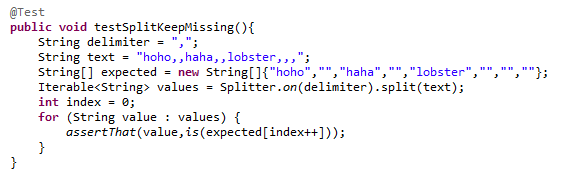 @Test
public void testSplitKeepMissing(){
    String delimiter = ",";
    String text = "hoho,,haha,,lobster,,,";
    String[] expected = new String[]{"hoho","","haha","","lobster","","",""};
    Iterable<String> values = Splitter.on(delimiter).split(text);
    int index = 0;
    for (String value : values) {
        assertThat(value,is(expected[index++]));
    }
}